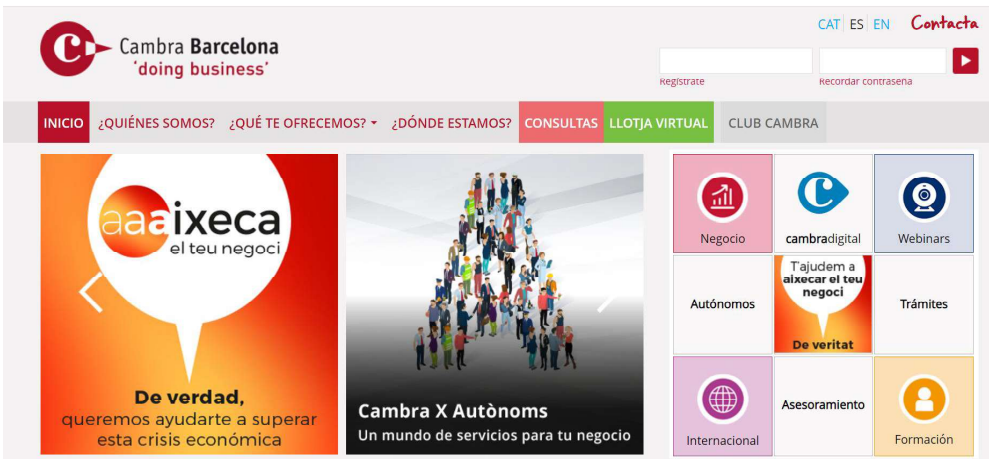 CAT ES EN Contacta
Cambra Barcelona
'doing business'
Regístrate
Recordar contraseña
INICIO ¿QUIÉNES SOMOS? ¿QUÉ TE OFRECEMOS? ¿DÓNDE ESTAMOS? CONSULTAS LLOTJA VIRTUAL CLUB CAMBRA
aaaixeca
el teu negoci
De verdad,
queremos ayudarte a superar
esta crisis económica
Cambra X Autònoms
Un mundo de servicios para tu negocio
Negocio
cambradigital
Webinars
Autónomos
T'ajudem a
aixecar el teu
negoci
De veritat
Trámites
Internacional
Asesoramiento
Formación